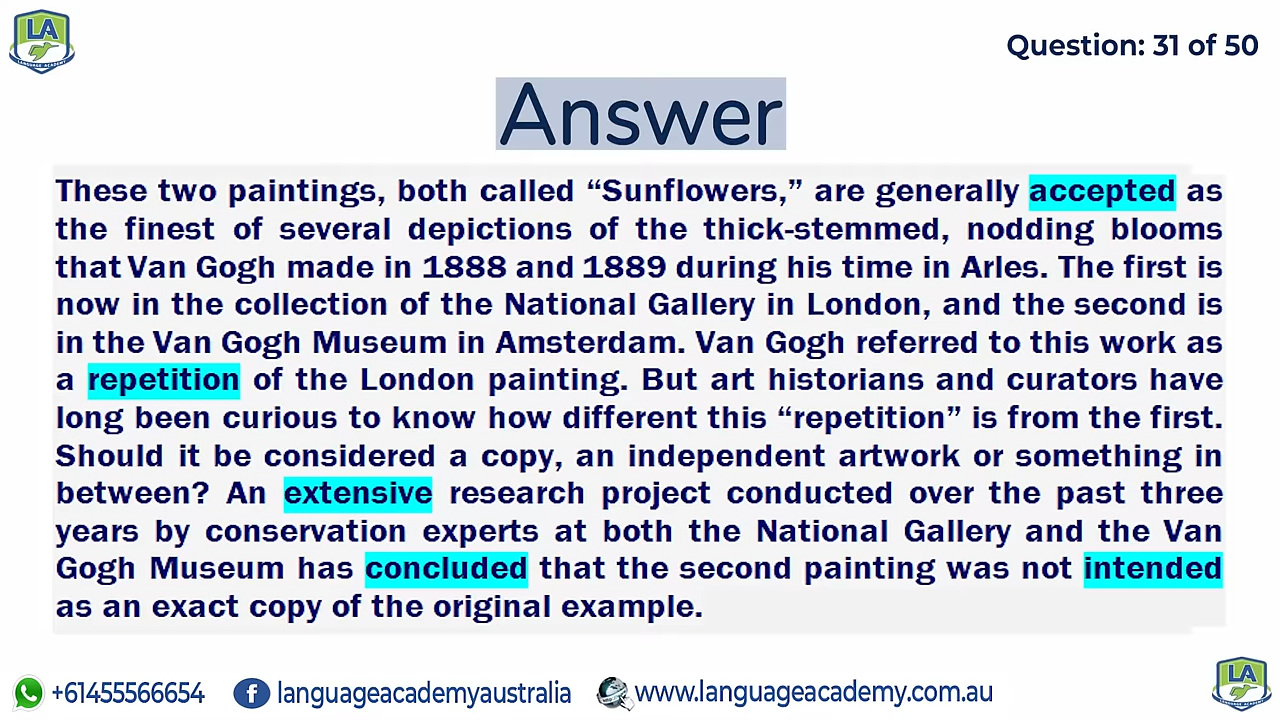 LA
LANGUAGE ACADEMY
Question: 31 of 50
Answer
These two paintings, both called “Sunflowers,” are generally accepted as
the finest of several depictions of the thick-stemmed, nodding blooms
that Van Gogh made in 1888 and 1889 during his time in Arles. The first is
now in the collection of the National Gallery in London, and the second is
in the Van Gogh Museum in Amsterdam. Van Gogh referred to this work as
a repetition of the London painting. But art historians and curators have
long been curious to know how different this “repetition” is from the first.
Should it be considered a copy, an independent artwork or something in
between? An extensive research project conducted over the past three
years by conservation experts at both the National Gallery and the Van
Gogh Museum has concluded that the second painting was not intended
as an exact copy of the original example.
+61455566654 languageacademyaustralia www.languageacademy.com.au
LA